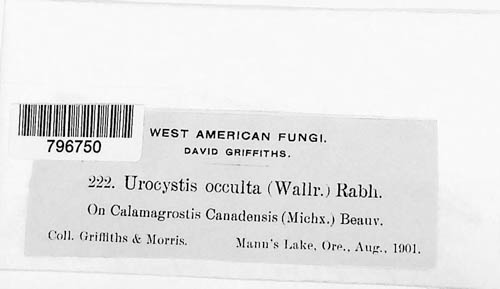 WEST AMERICAN FUNGI.
DAVID GRIFFITHS.
796750
222. Urocystis occulta (Wallr.) Rabh.
On Calamagrostis Canadensis (Michx.) Beauv.
Coll. Griffiths & Morris. Mann's Lake, Ore., Aug., 1901.